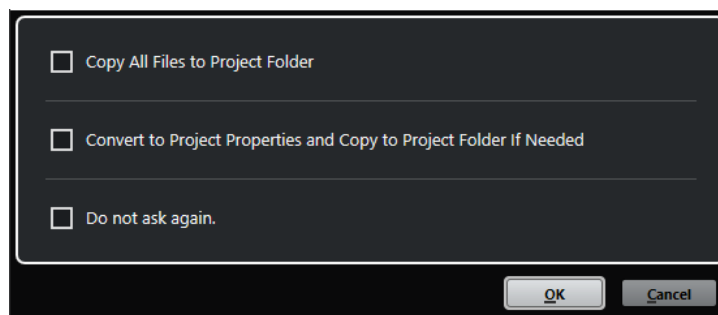 Copy All Files to Project Folder
Convert to Project Properties and Copy to Project Folder If Needed
Do not ask again.
OK
Cancel